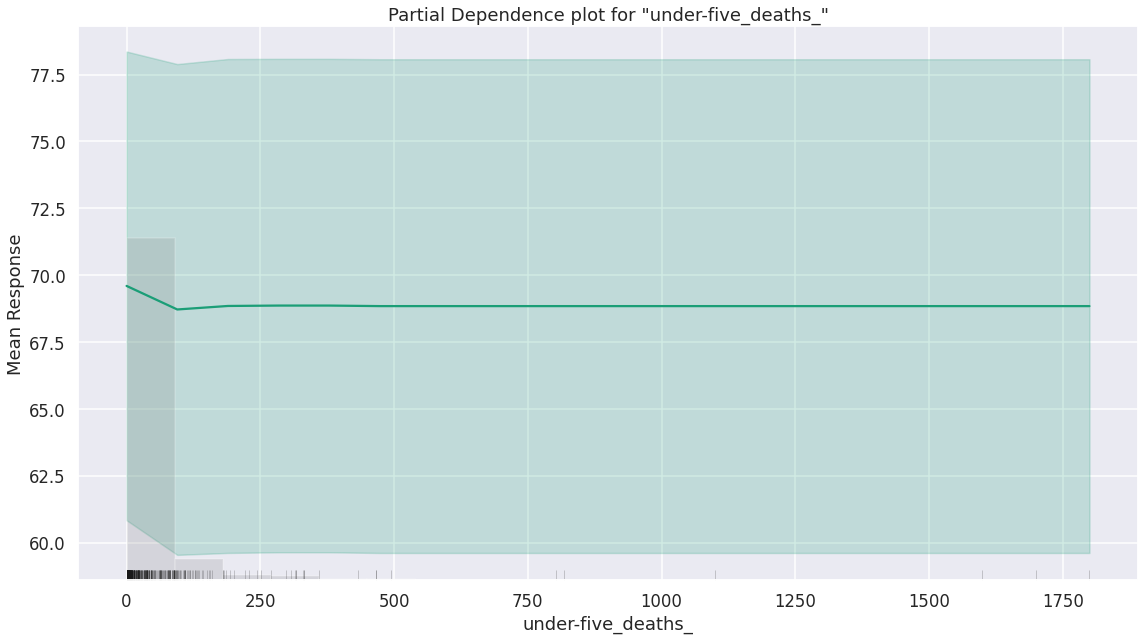 Partial Dependence plot for "under-five_deaths_"
77.5
75.0
72.5
70.0
67.5
65.0
62.5
60.0
Mean Response
0 250 500 750 1000 1250 1500 1750
under-five_deaths_